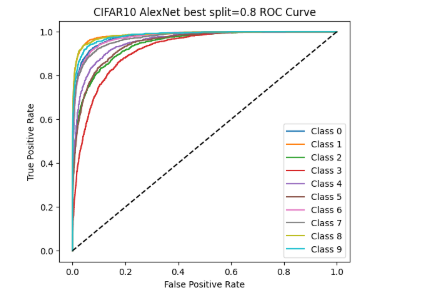 CIFAR10 AlexNet best split=0.8 ROC Curve
1.0
0.8
0.6
0.4
0.2
0.0
True Positive Rate
Class 0
Class 1
Class 2
Class 3
Class 4
Class 5
Class 6
Class 7
Class 8
Class 9
0.0 0.2 0.4 0.6 0.8 1.0
False Positive Rate